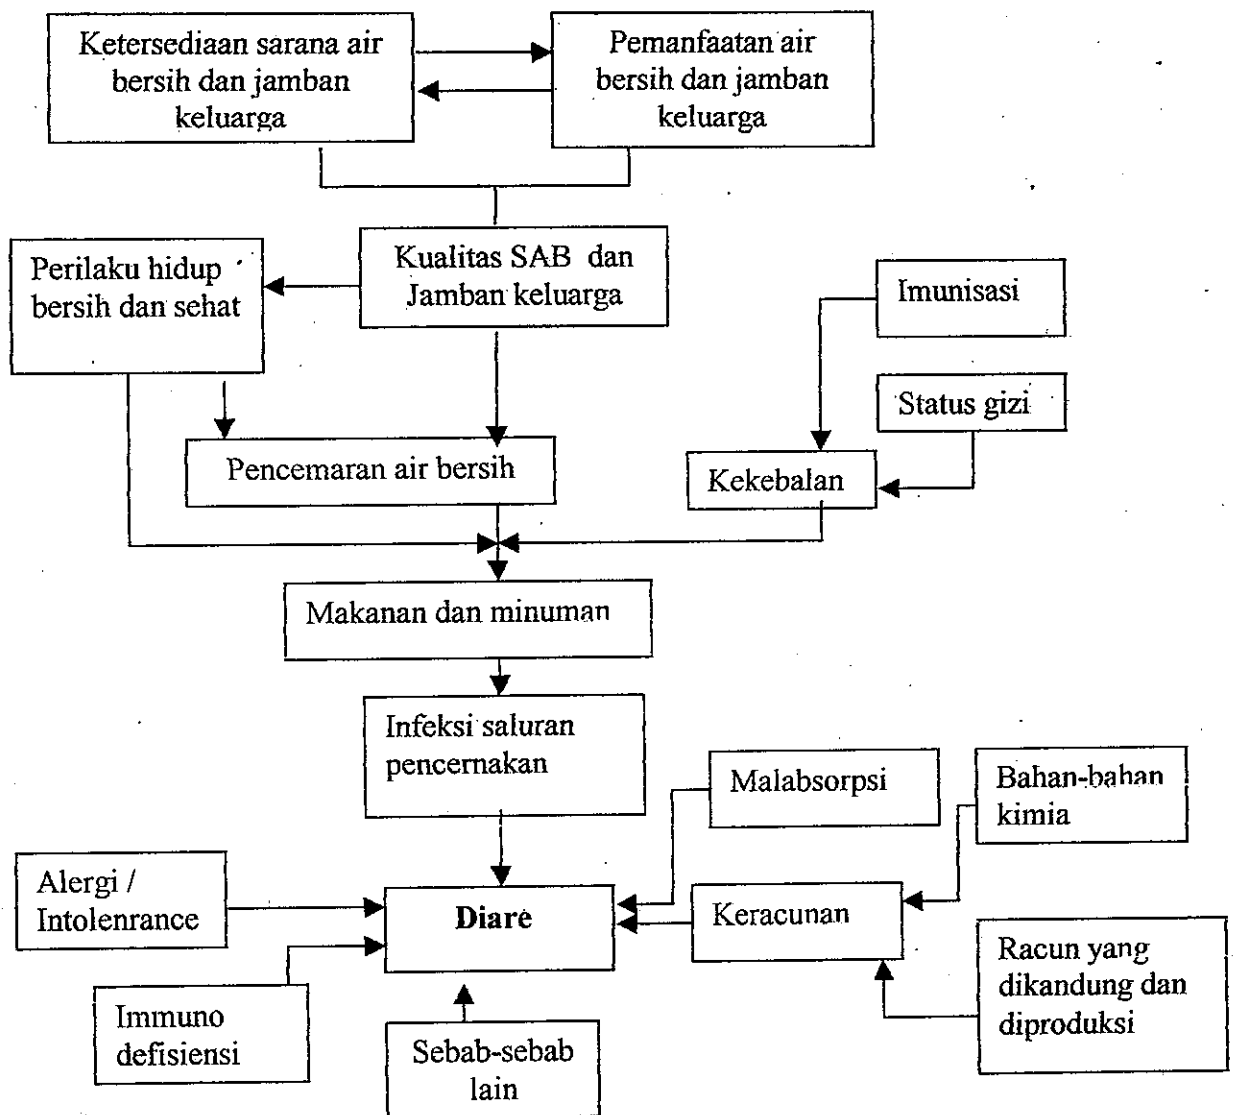 Ketersediaan sarana air
bersih dan jamban
keluarga
Pemanfaatan air
bersih dan jamban
keluarga
Perilaku hidup
bersih dan sehat
Kualitas SAB dan
Jamban keluarga
Imunisasi
Status gizi
Pencemaran air bersih
Kekebalan
Makanan dan minuman
Infeksi saluran
pencernakan
Malabsorpsi
Bahan-bahan
kimia
Alergi /
Intolenrance
Diare
Keracunan
Racun yang
dikandung dan
diproduksi
Immuno
defisiensi
Sebab-sebab
lain